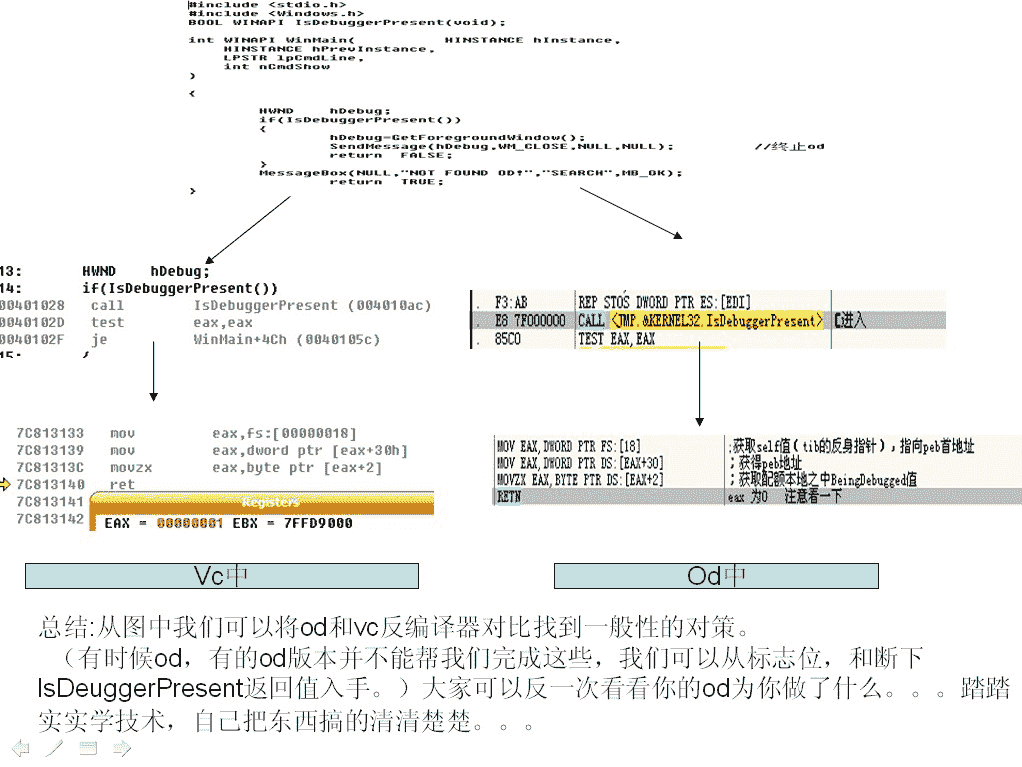 #include <stdio.h>
#include <Windows.h>
BOOL WINAPI IsDebuggerPresent(void);
int WINAPI WinMain( HINSTANCE hInstance,
HINSTANCE hPrevInstance,
LPSTR lpCmdLine,
int nCmdShow
)
{
HWND hDebug;
if(IsDebuggerPresent())
{
hDebug=GetForegroundWindow();
SendMessage(hDebug,WM_CLOSE,NULL,NULL); //终止od
return FALSE;
}
MessageBox(NULL,"NOT FOUND OD!","SEARCH",MB_OK);
return TRUE;
}
13: HWND hDebug;
14: if(IsDebuggerPresent())
00401028 call IsDebuggerPresent (004010ac)
0040102D test eax,eax
0040102F je WinMain+4Ch (0040105c)
15: {
. F3:AB REP STOS DWORD PTR ES:[EDI]
. E8 7F000000 CALL <JMP.&KERNEL32.IsDebuggerPresent> 进入
. 85C0 TEST EAX,EAX
7C813133 mov eax,fs:[00000018]
7C813139 mov eax,dword ptr [eax+30h]
7C81313C movzx eax,byte ptr [eax+2]
7C813140 ret
7C813141
7C813142
Registers
EAX = 00000001 EBX = 7FFD9000
MOV EAX,DWORD PTR FS:[18] ;获取self值(tib的反身指针),指向peb首地址
MOV EAX,DWORD PTR DS:[EAX+30] ;获得peb地址
MOVZX EAX,BYTE PTR DS:[EAX+2] ;获取配额本地之中BeingDebugged值
RETN eax 为0 注意看一下
Vc中
Od中
总结:从图中我们可以将od和vc反编译器对比找到一般性的对策。
（有时候od，有的od版本并不能帮我们完成这些，我们可以从标志位，和断下
IsDeuggerPresent返回值入手。）大家可以反一次看看你的od为你做了什么。。。踏踏
实实学技术，自己把东西搞的清清楚楚。。。